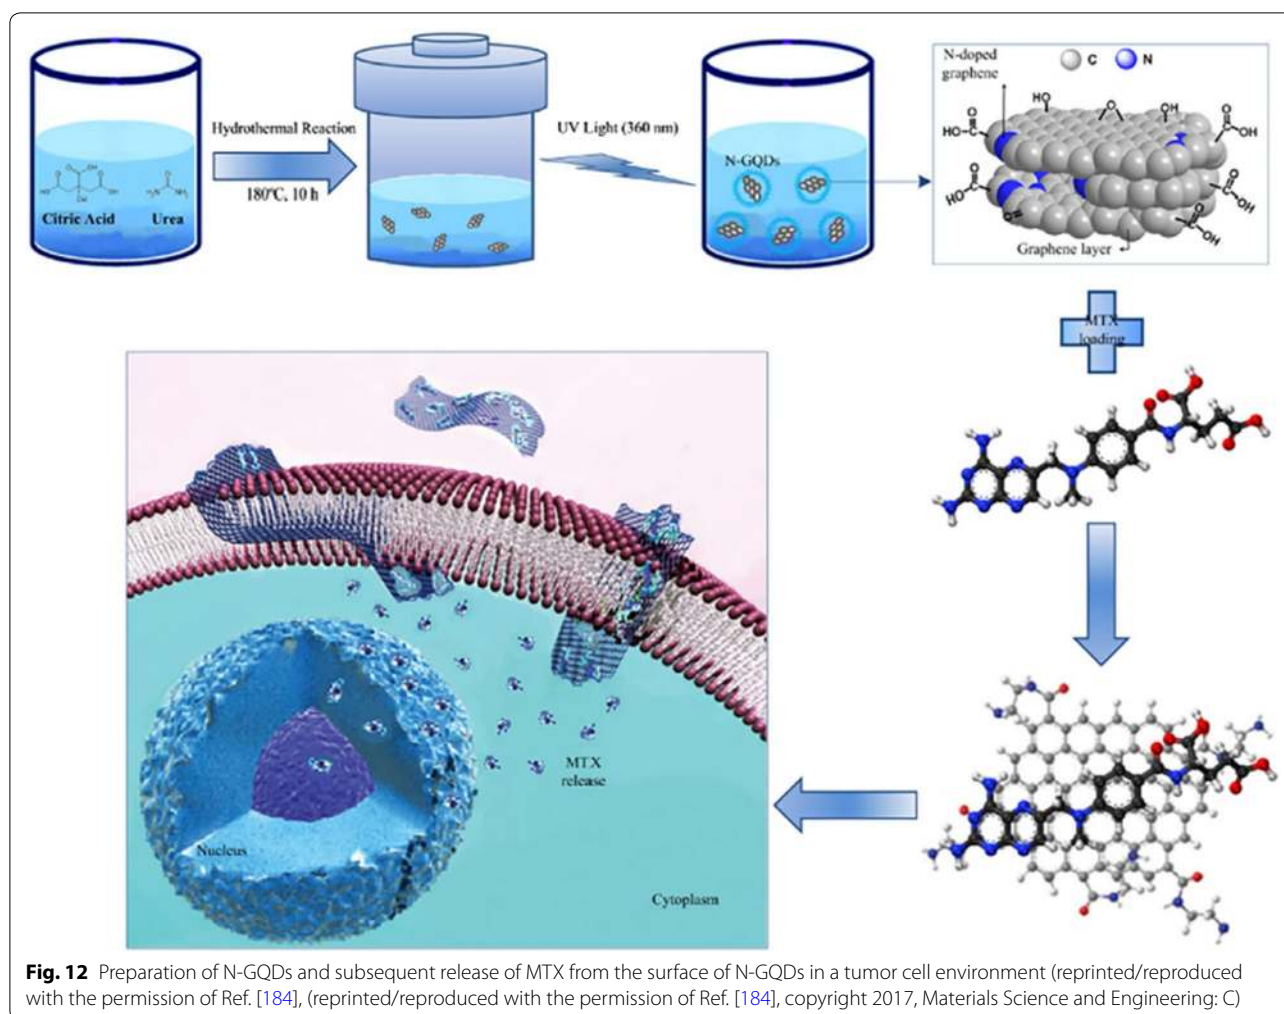 Hydrothermal Reaction
180ºC, 10 h
Citric Acid
Urea
UV Light (360 nm)
N-GQDs
N-doped
graphene
C
N
HO
O
OH
HO
O
C
O
C
OH
HO
O
C
O
C
OH
O
O
C
OH
Graphene layer
MTX
loading
MTX
release
Nucleus
Cytoplasm
Fig. 12 Preparation of N-GQDs and subsequent release of MTX from the surface of N-GQDs in a tumor cell environment (reprinted/reproduced
with the permission of Ref. [184], (reprinted/reproduced with the permission of Ref. [184], copyright 2017, Materials Science and Engineering: C)